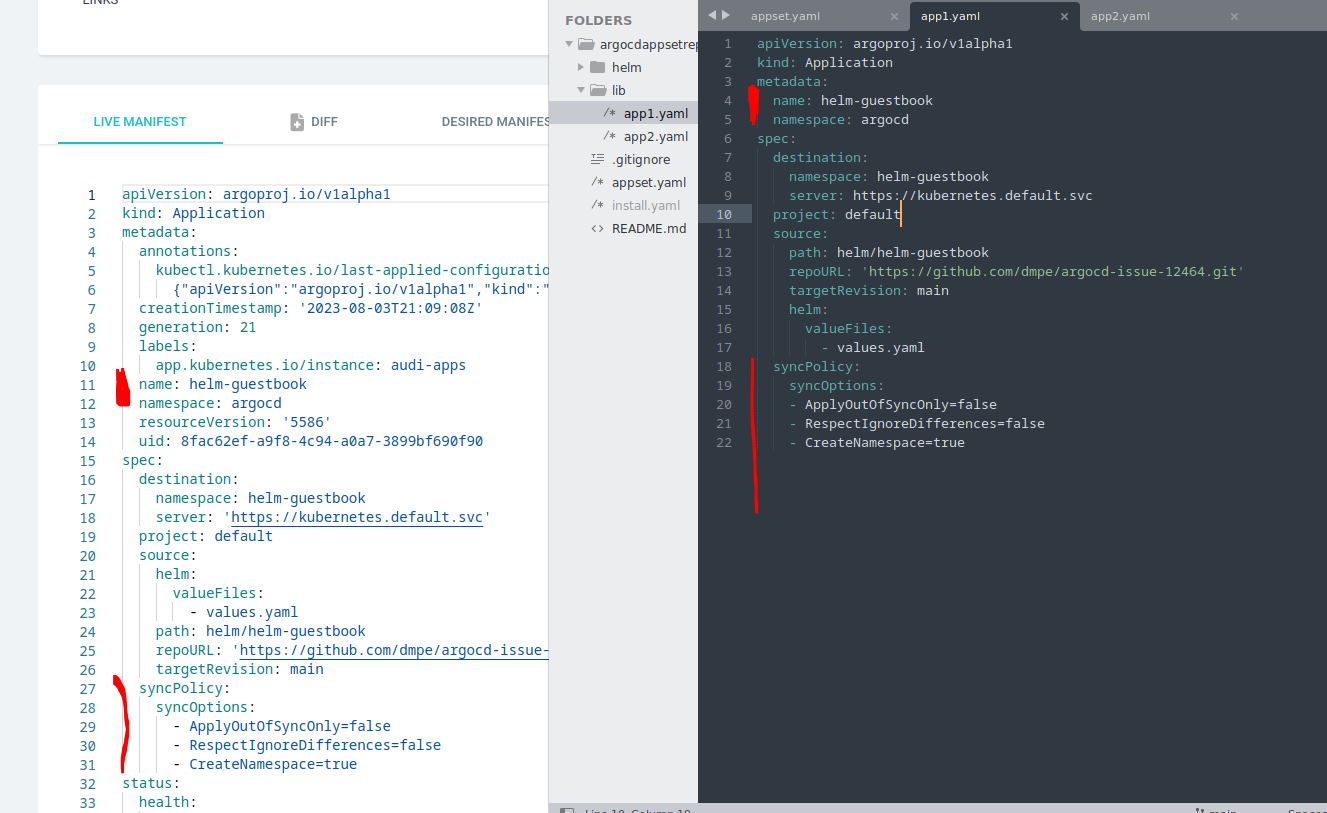 LINKS
LIVE MANIFEST
DIFF
DESIRED MANIFES
1 apiVersion: argoproj.io/v1alpha1
2 kind: Application
3 metadata:
4 annotations:
5 kubectl.kubernetes.io/last-applied-configuratio
6 {"apiVersion":"argoproj.io/v1alpha1","kind":"
7 creationTimestamp: '2023-08-03T21:09:08Z'
8 generation: 21
9 labels:
10 app.kubernetes.io/instance: audi-apps
11 name: helm-guestbook
12 namespace: argocd
13 resourceVersion: '5586'
14 uid: 8fac62ef-a9f8-4c94-a0a7-3899bf690f90
15 spec:
16 destination:
17 namespace: helm-guestbook
18 server: 'https://kubernetes.default.svc'
19 project: default
20 source:
21 helm:
22 valueFiles:
23 - values.yaml
24 path: helm/helm-guestbook
25 repoURL: 'https://github.com/dmpe/argocd-issue-
26 targetRevision: main
27 syncPolicy:
28 syncOptions:
29 - ApplyOutOfSyncOnly=false
30 - RespectIgnoreDifferences=false
31 - CreateNamespace=true
32 status:
33 health:
FOLDERS
argocdappsetrep
helm
lib
/* app1.yaml
/* app2.yaml
.gitignore
/* appset.yaml
/* install.yaml
<> README.md
appset.yaml ×
app1.yaml ×
app2.yaml ×
1 apiVersion: argoproj.io/v1alpha1
2 kind: Application
3 metadata:
4 name: helm-guestbook
5 namespace: argocd
6 spec:
7 destination:
8 namespace: helm-guestbook
9 server: https://kubernetes.default.svc
10 project: default
11 source:
12 path: helm/helm-guestbook
13 repoURL: 'https://github.com/dmpe/argocd-issue-12464.git'
14 targetRevision: main
15 helm:
16 valueFiles:
17 - values.yaml
18 syncPolicy:
19 syncOptions:
20 - ApplyOutOfSyncOnly=false
21 - RespectIgnoreDifferences=false
22 - CreateNamespace=true
Line 10, Column 19
main
Spaces